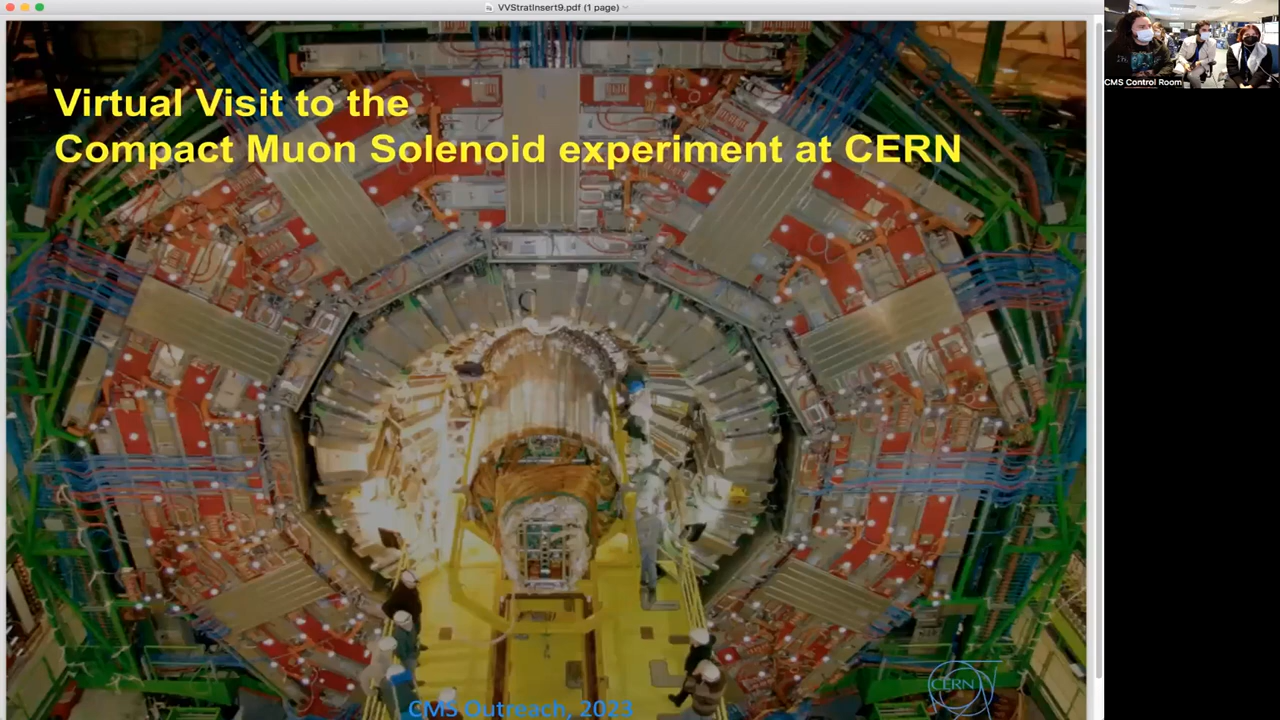 VVStratInsert9.pdf (1 page)
Virtual Visit to the
Compact Muon Solenoid experiment at CERN
CMS Control Room
CERN
CMS Outreach, 2023